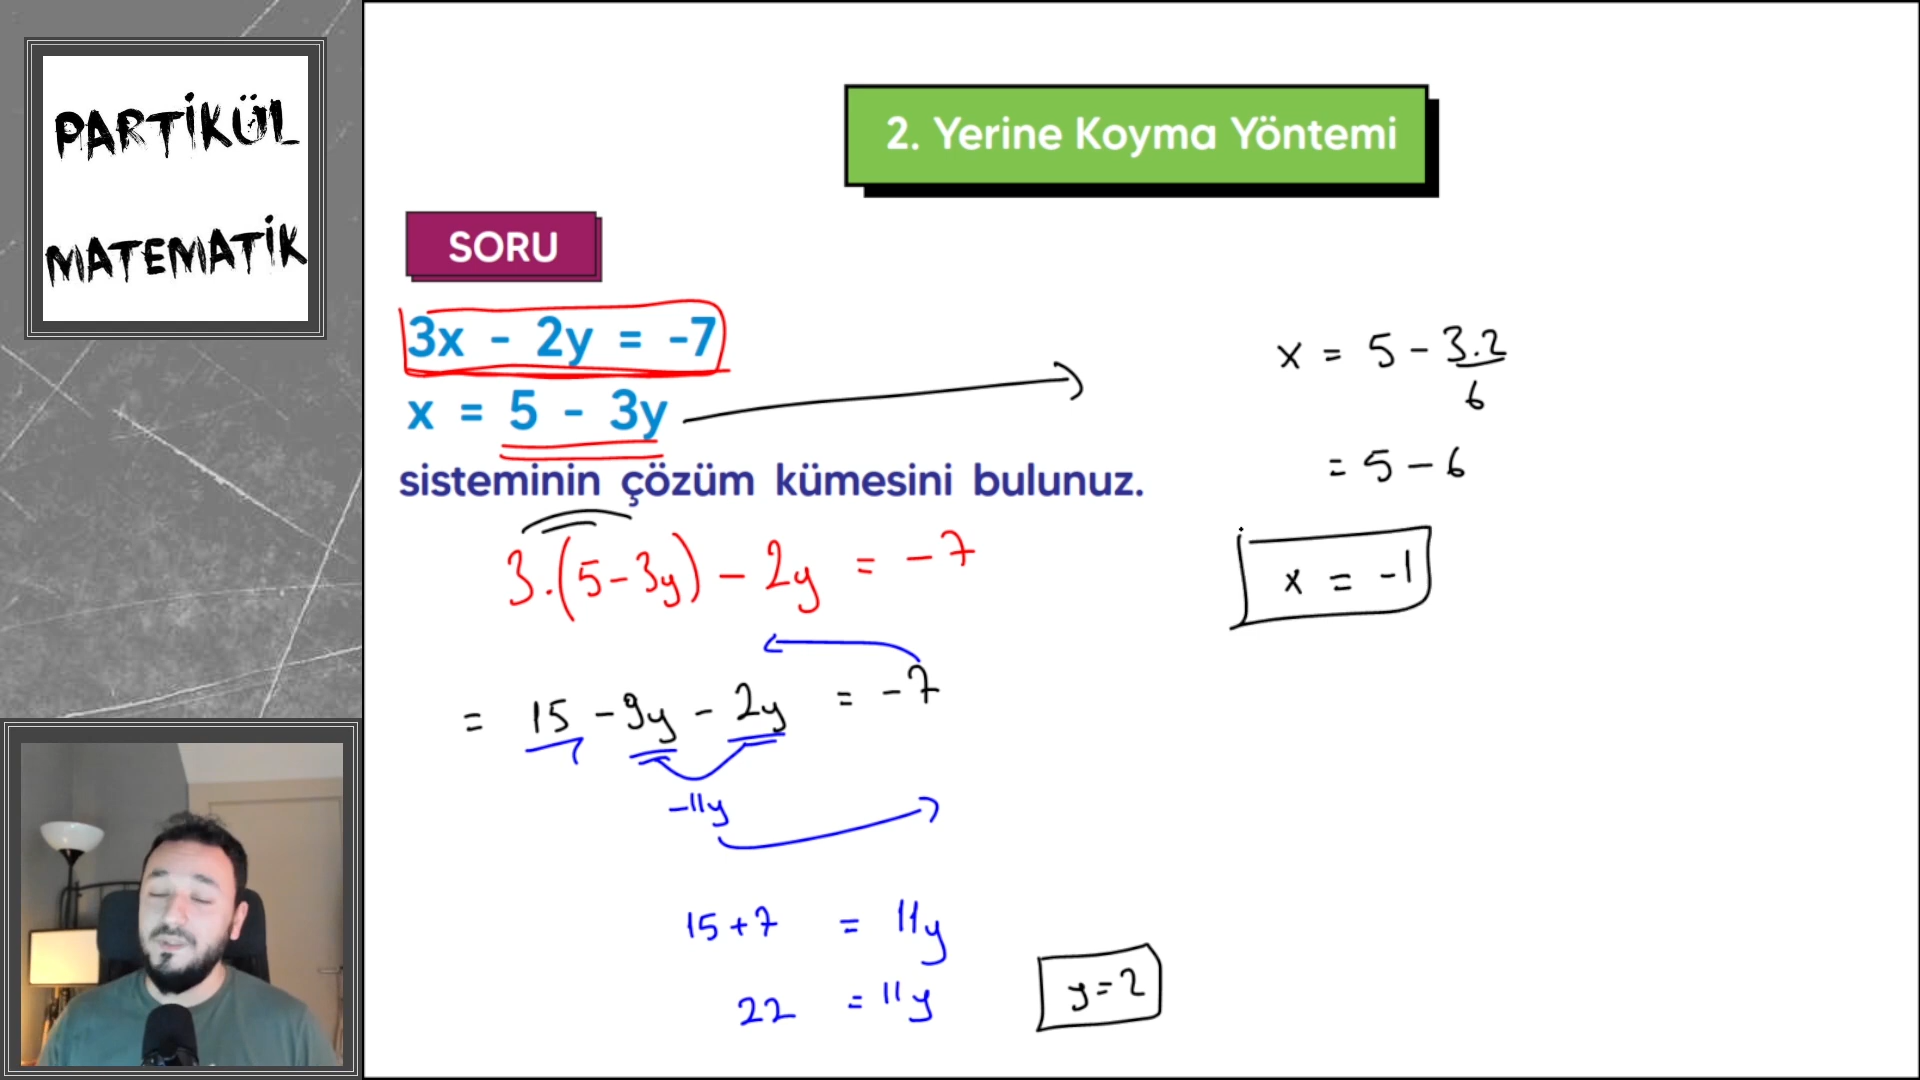 PARTİKÜL
MATEMATİK
2. Yerine Koyma Yöntemi
SORU
3x - 2y = -7
x = 5 - 3y
sisteminin çözüm kümesini bulunuz.
3.(5-3y) - 2y = -7
= 15 - 9y - 2y = -7
-11y
15+7 = 11y
22 = 11y
y=2
x = 5 - 3.2
6
= 5 - 6
x = -1